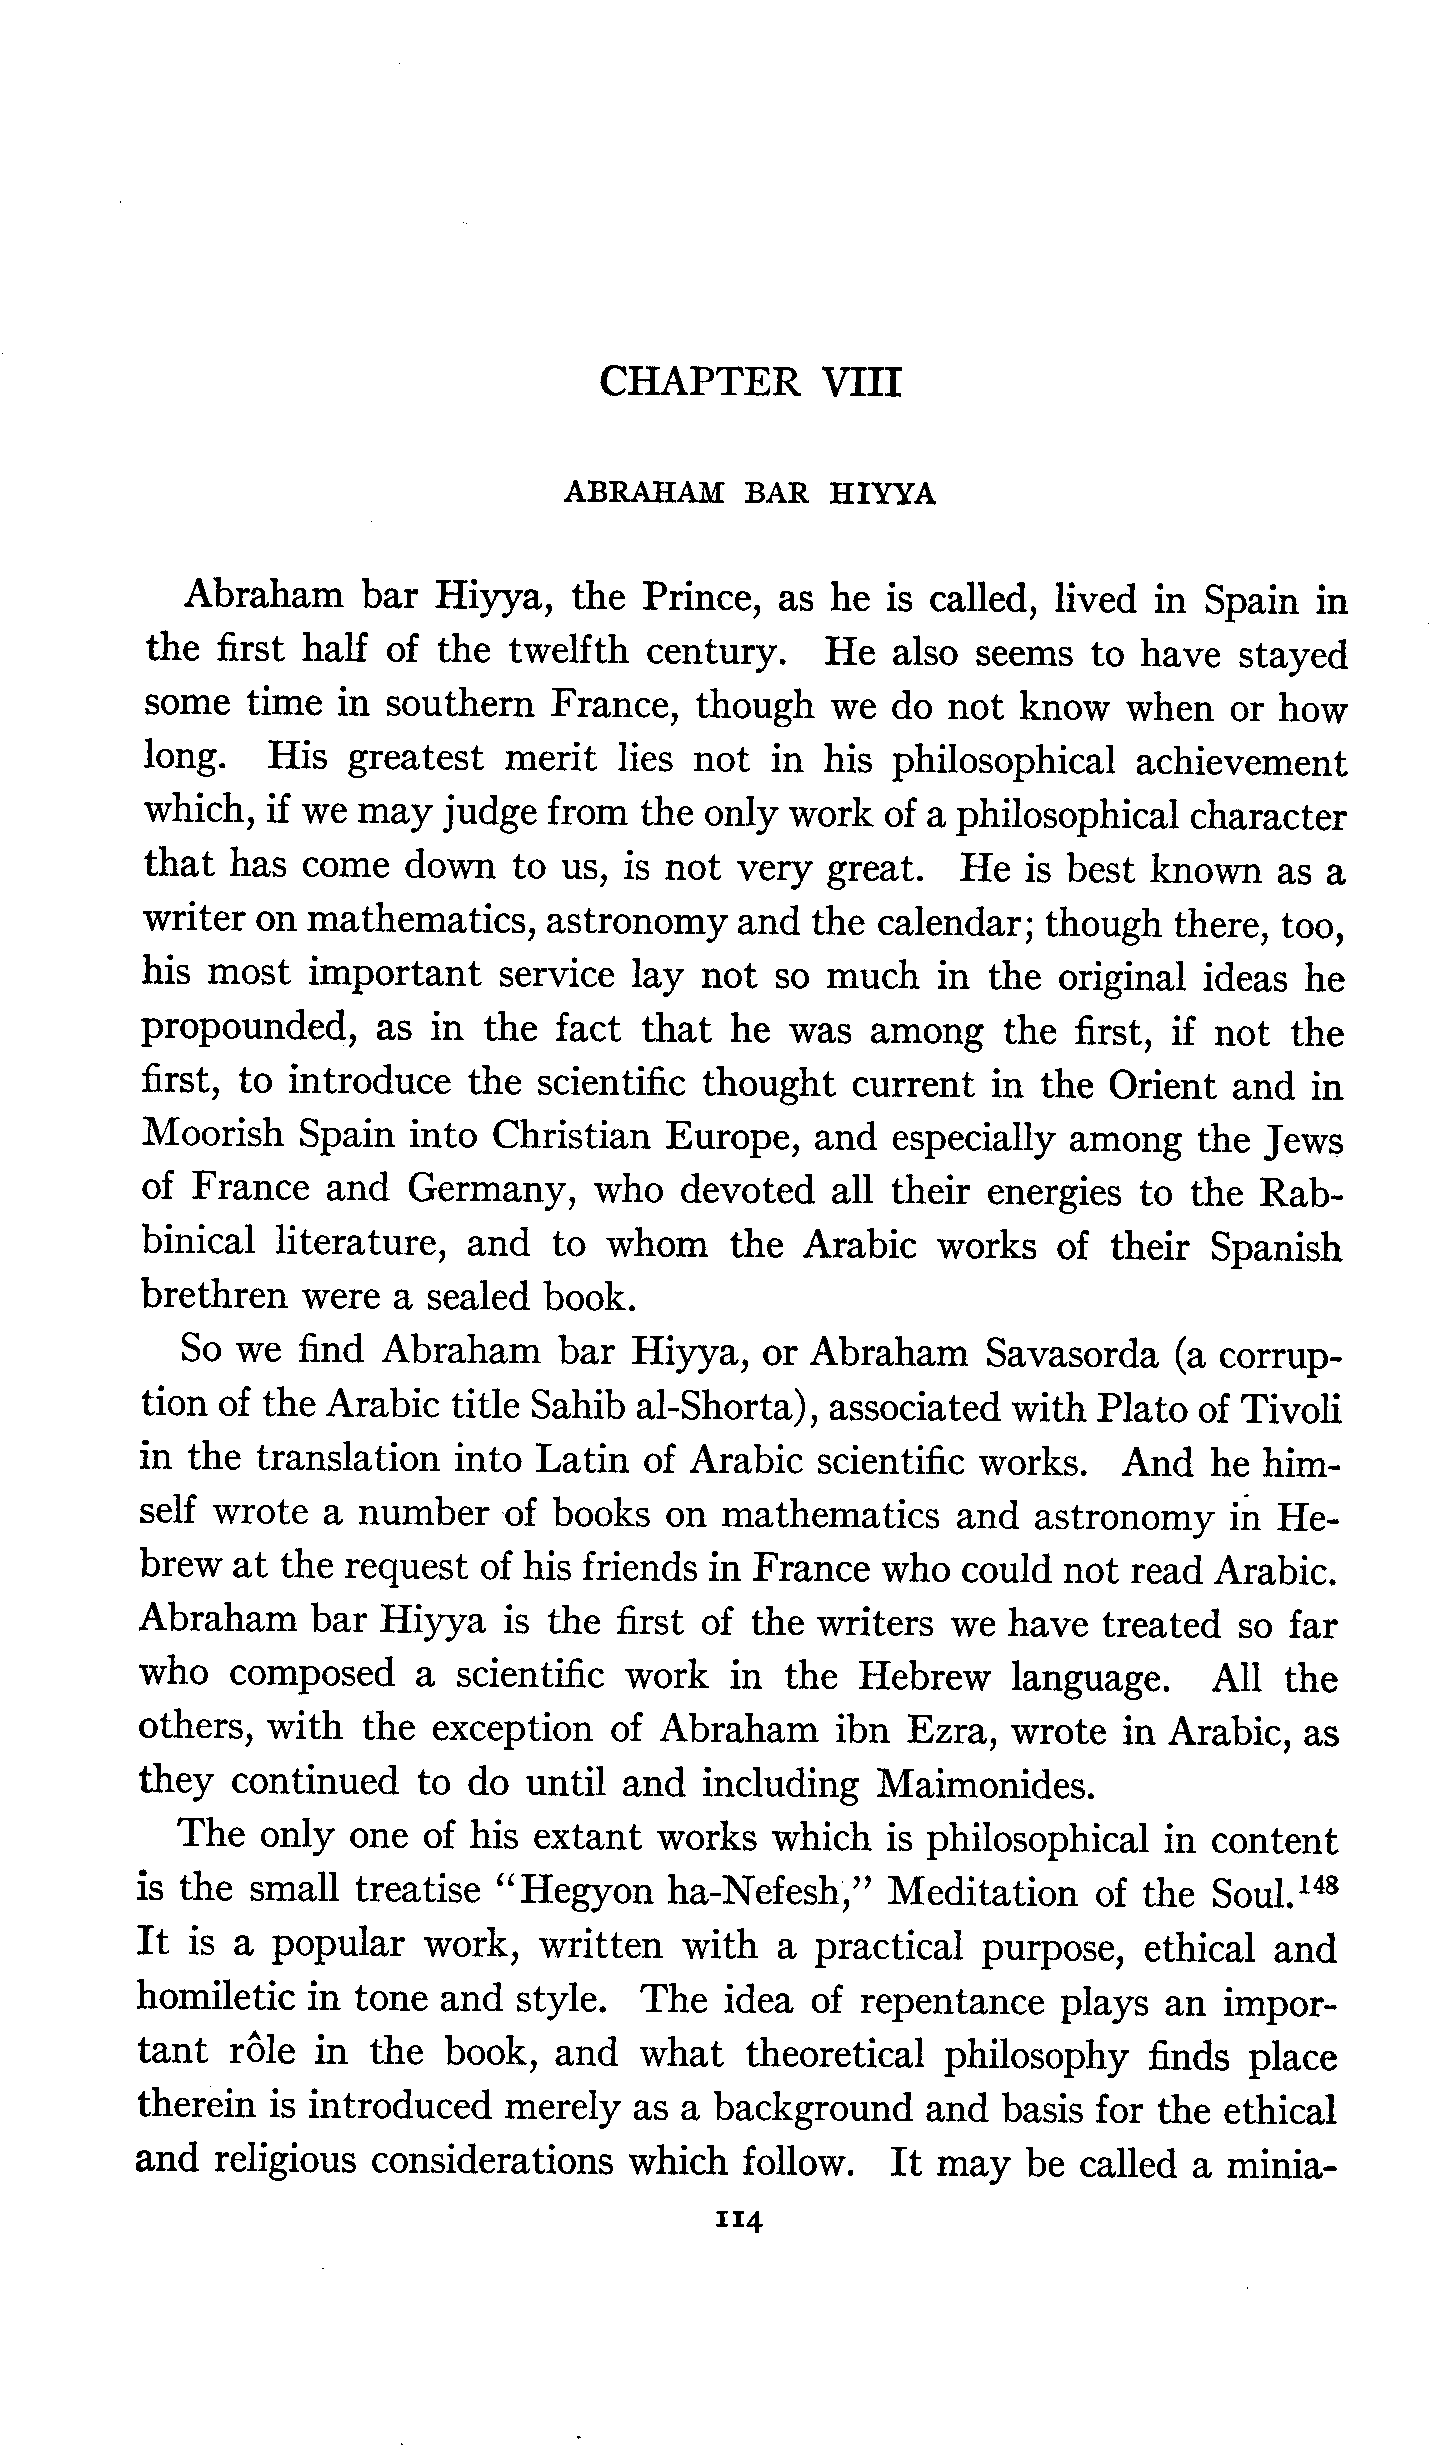 CHAPTER VIII
ABRAHAM BAR HIYYA
Abraham bar Hiyya, the Prince, as he is called, lived in Spain in
the first half of the twelfth century. He also seems to have stayed
some time in southern France, though we do not know when or how
long. His greatest merit lies not in his philosophical achievement
which, if we may judge from the only work of a philosophical character
that has come down to us, is not very great. He is best known as a
writer on mathematics, astronomy and the calendar; though there, too,
his most important service lay not so much in the original ideas he
propounded, as in the fact that he was among the first, if not the
first, to introduce the scientific thought current in the Orient and in
Moorish Spain into Christian Europe, and especially among the Jews
of France and Germany, who devoted all their energies to the Rab-
binical literature, and to whom the Arabic works of their Spanish
brethren were a sealed book.
So we find Abraham bar Hiyya, or Abraham Savasorda (a corrup-
tion of the Arabic title Sahib al-Shorta), associated with Plato of Tivoli
in the translation into Latin of Arabic scientific works. And he him-
self wrote a number of books on mathematics and astronomy in He-
brew at the request of his friends in France who could not read Arabic.
Abraham bar Hiyya is the first of the writers we have treated so far
who composed a scientific work in the Hebrew language. All the
others, with the exception of Abraham ibn Ezra, wrote in Arabic, as
they continued to do until and including Maimonides.
The only one of his extant works which is philosophical in content
is the small treatise "Hegyon ha-Nefesh," Meditation of the Soul.¹⁴⁸
It is a popular work, written with a practical purpose, ethical and
homiletic in tone and style. The idea of repentance plays an impor-
tant rôle in the book, and what theoretical philosophy finds place
therein is introduced merely as a background and basis for the ethical
and religious considerations which follow. It may be called a minia-
114